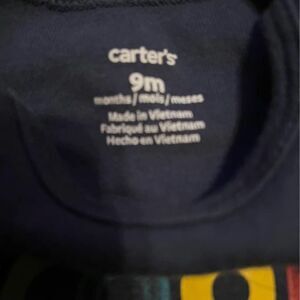 carter's
9m
months / mois / meses
Made in Vietnam
Fabriqué au Vietnam
Hecho en Vietnam